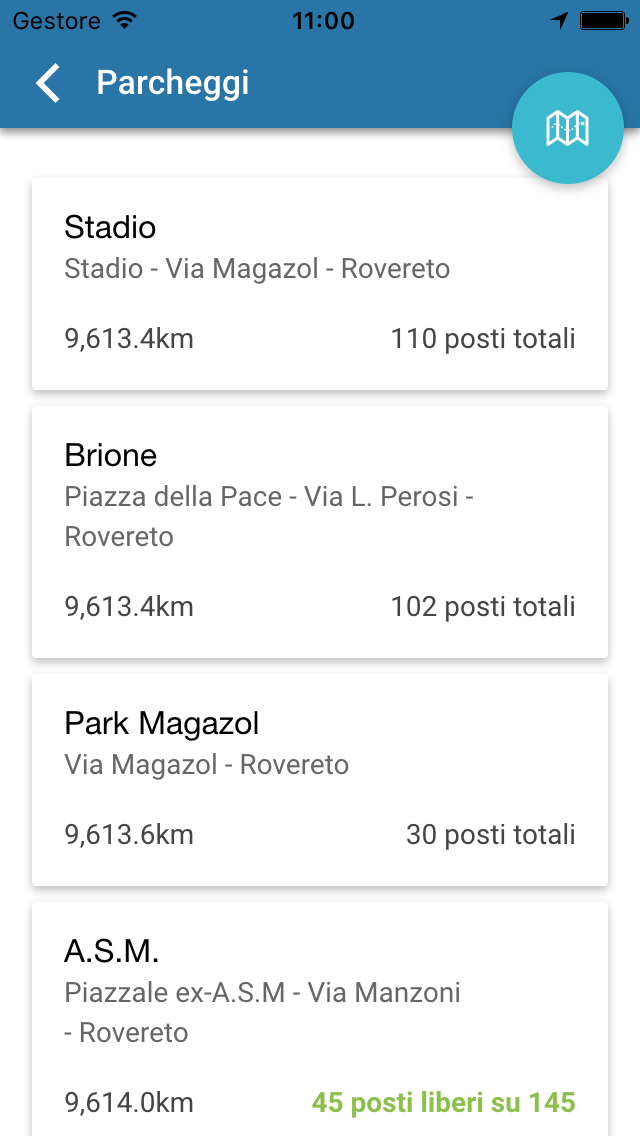 Gestore 11:00
Parcheggi
Stadio
Stadio - Via Magazol - Rovereto
9,613.4km 110 posti totali
Brione
Piazza della Pace - Via L. Perosi -
Rovereto
9,613.4km 102 posti totali
Park Magazol
Via Magazol - Rovereto
9,613.6km 30 posti totali
A.S.M.
Piazzale ex-A.S.M - Via Manzoni
- Rovereto
9,614.0km 45 posti liberi su 145